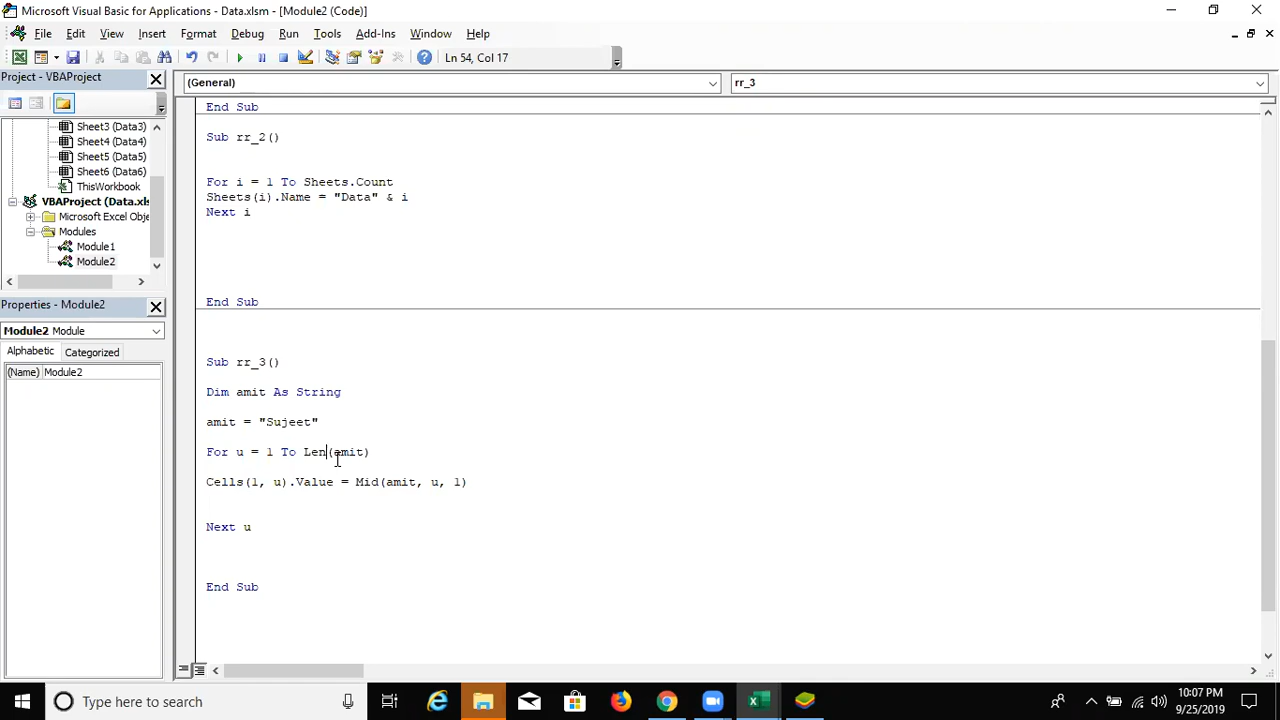 Microsoft Visual Basic for Applications - Data.xlsm - [Module2 (Code)]
File Edit View Insert Format Debug Run Tools Add-Ins Window Help
Ln 54, Col 17
Project - VBAProject
(General) rr_3
Sheet3 (Data3)
Sheet4 (Data4)
Sheet5 (Data5)
Sheet6 (Data6)
ThisWorkbook
VBAProject (Data.xls
Microsoft Excel Obje
Modules
Module1
Module2
Properties - Module2
Module2 Module
Alphabetic Categorized
(Name) Module2
End Sub
Sub rr_2()
For i = 1 To Sheets.Count
Sheets(i).Name = "Data" & i
Next i
End Sub
Sub rr_3()
Dim amit As String
amit = "Sujeet"
For u = 1 To Len(amit)
Cells(1, u).Value = Mid(amit, u, 1)
Next u
End Sub
Type here to search
10:07 PM
9/25/2019